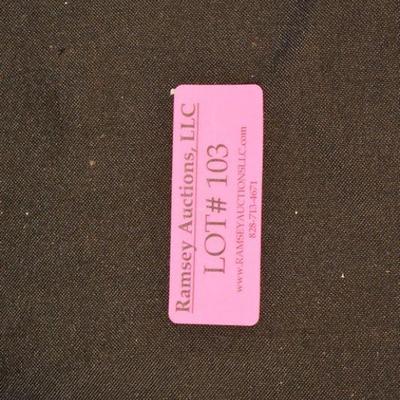 Ramsey Auctions, LLC
LOT# 103
www.RAMSEYAUCTIONSLLC.com
828-713-4671